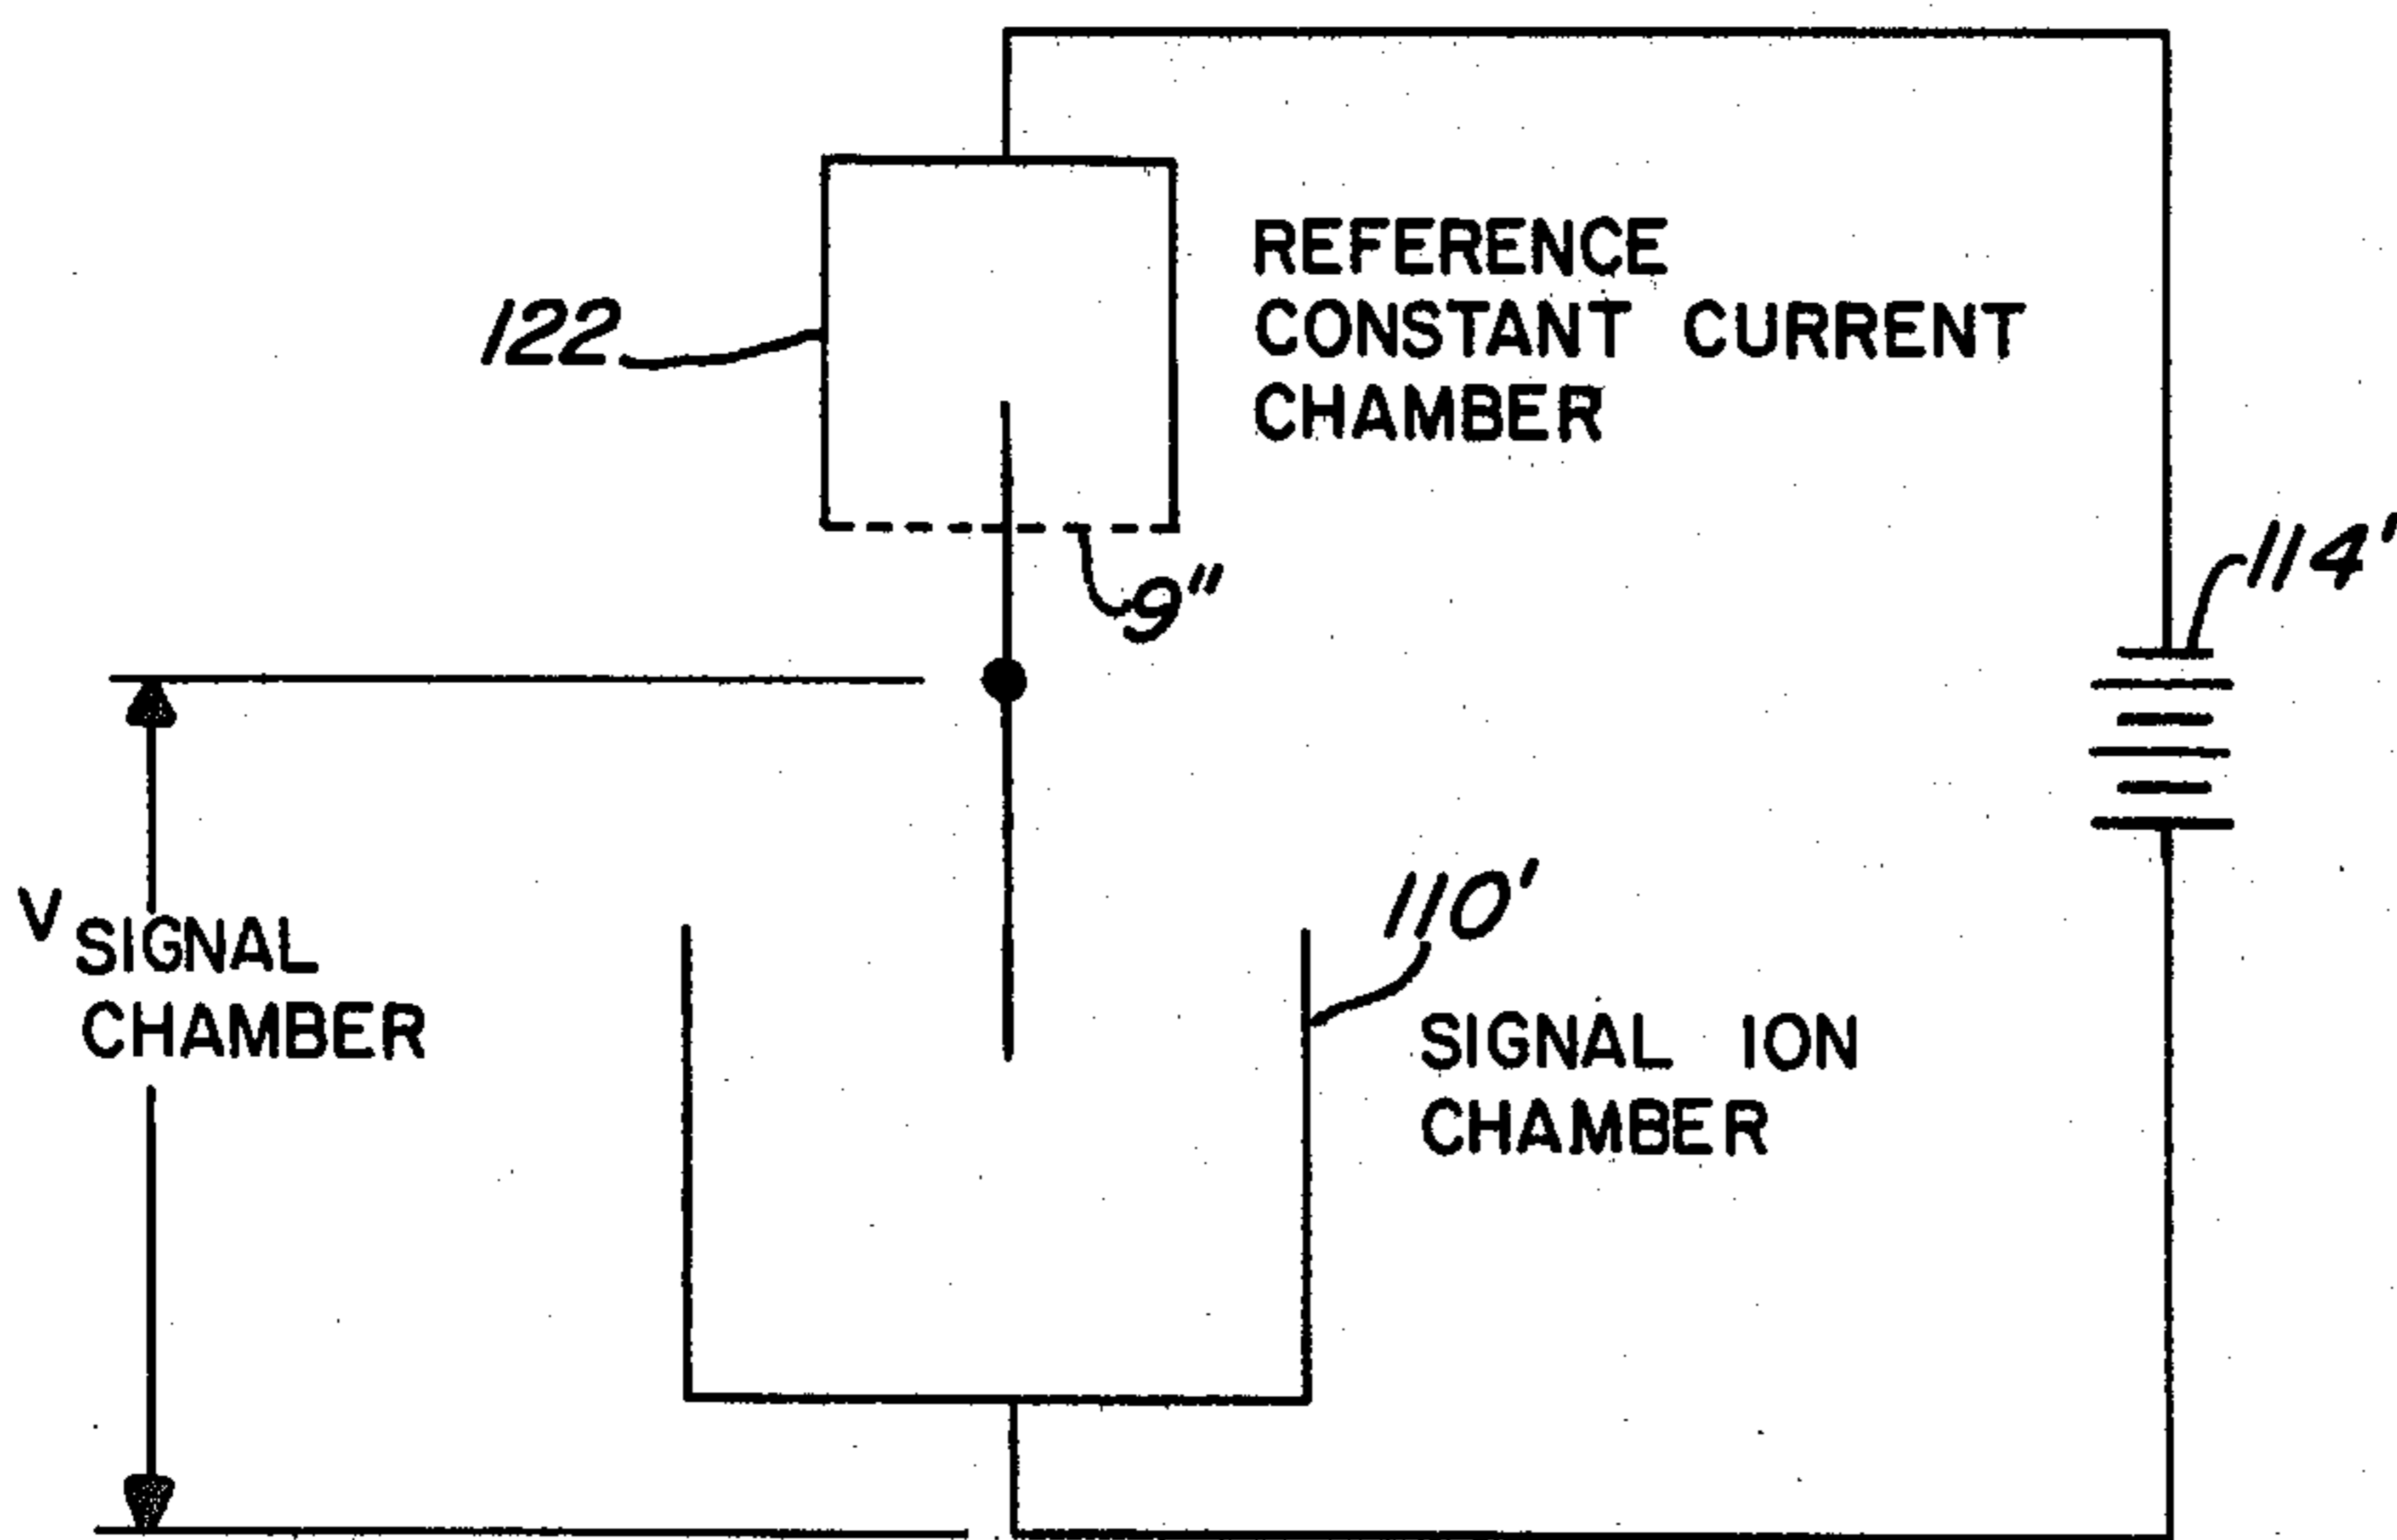 REFERENCE
CONSTANT CURRENT
CHAMBER
122
9"
114'
V SIGNAL
CHAMBER
110'
SIGNAL ION
CHAMBER